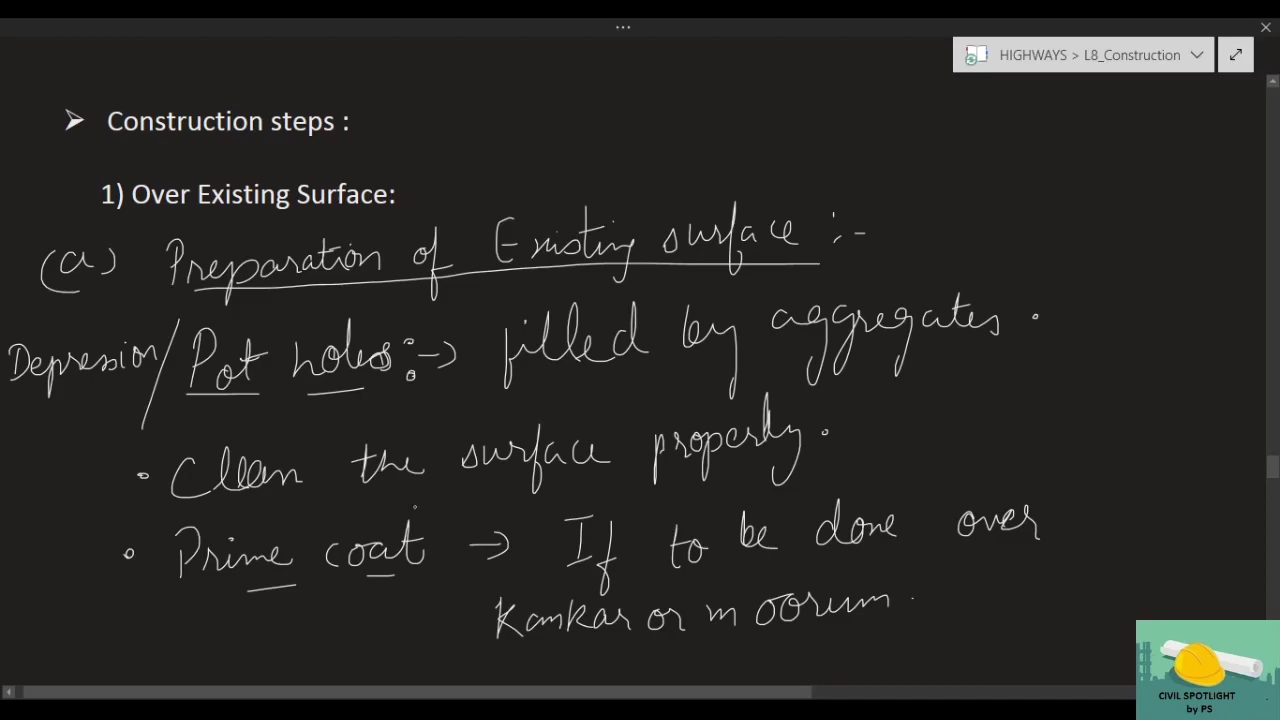 HIGHWAYS > L8_Construction
➤ Construction steps :
1) Over Existing Surface:
(a) Preparation of Existing surface :-
Depression/Pot holes :→ filled by aggregates.
• Clean the surface properly.
• Prime coat → If to be done over
Kankar or moorum.
CIVIL SPOTLIGHT
by PS